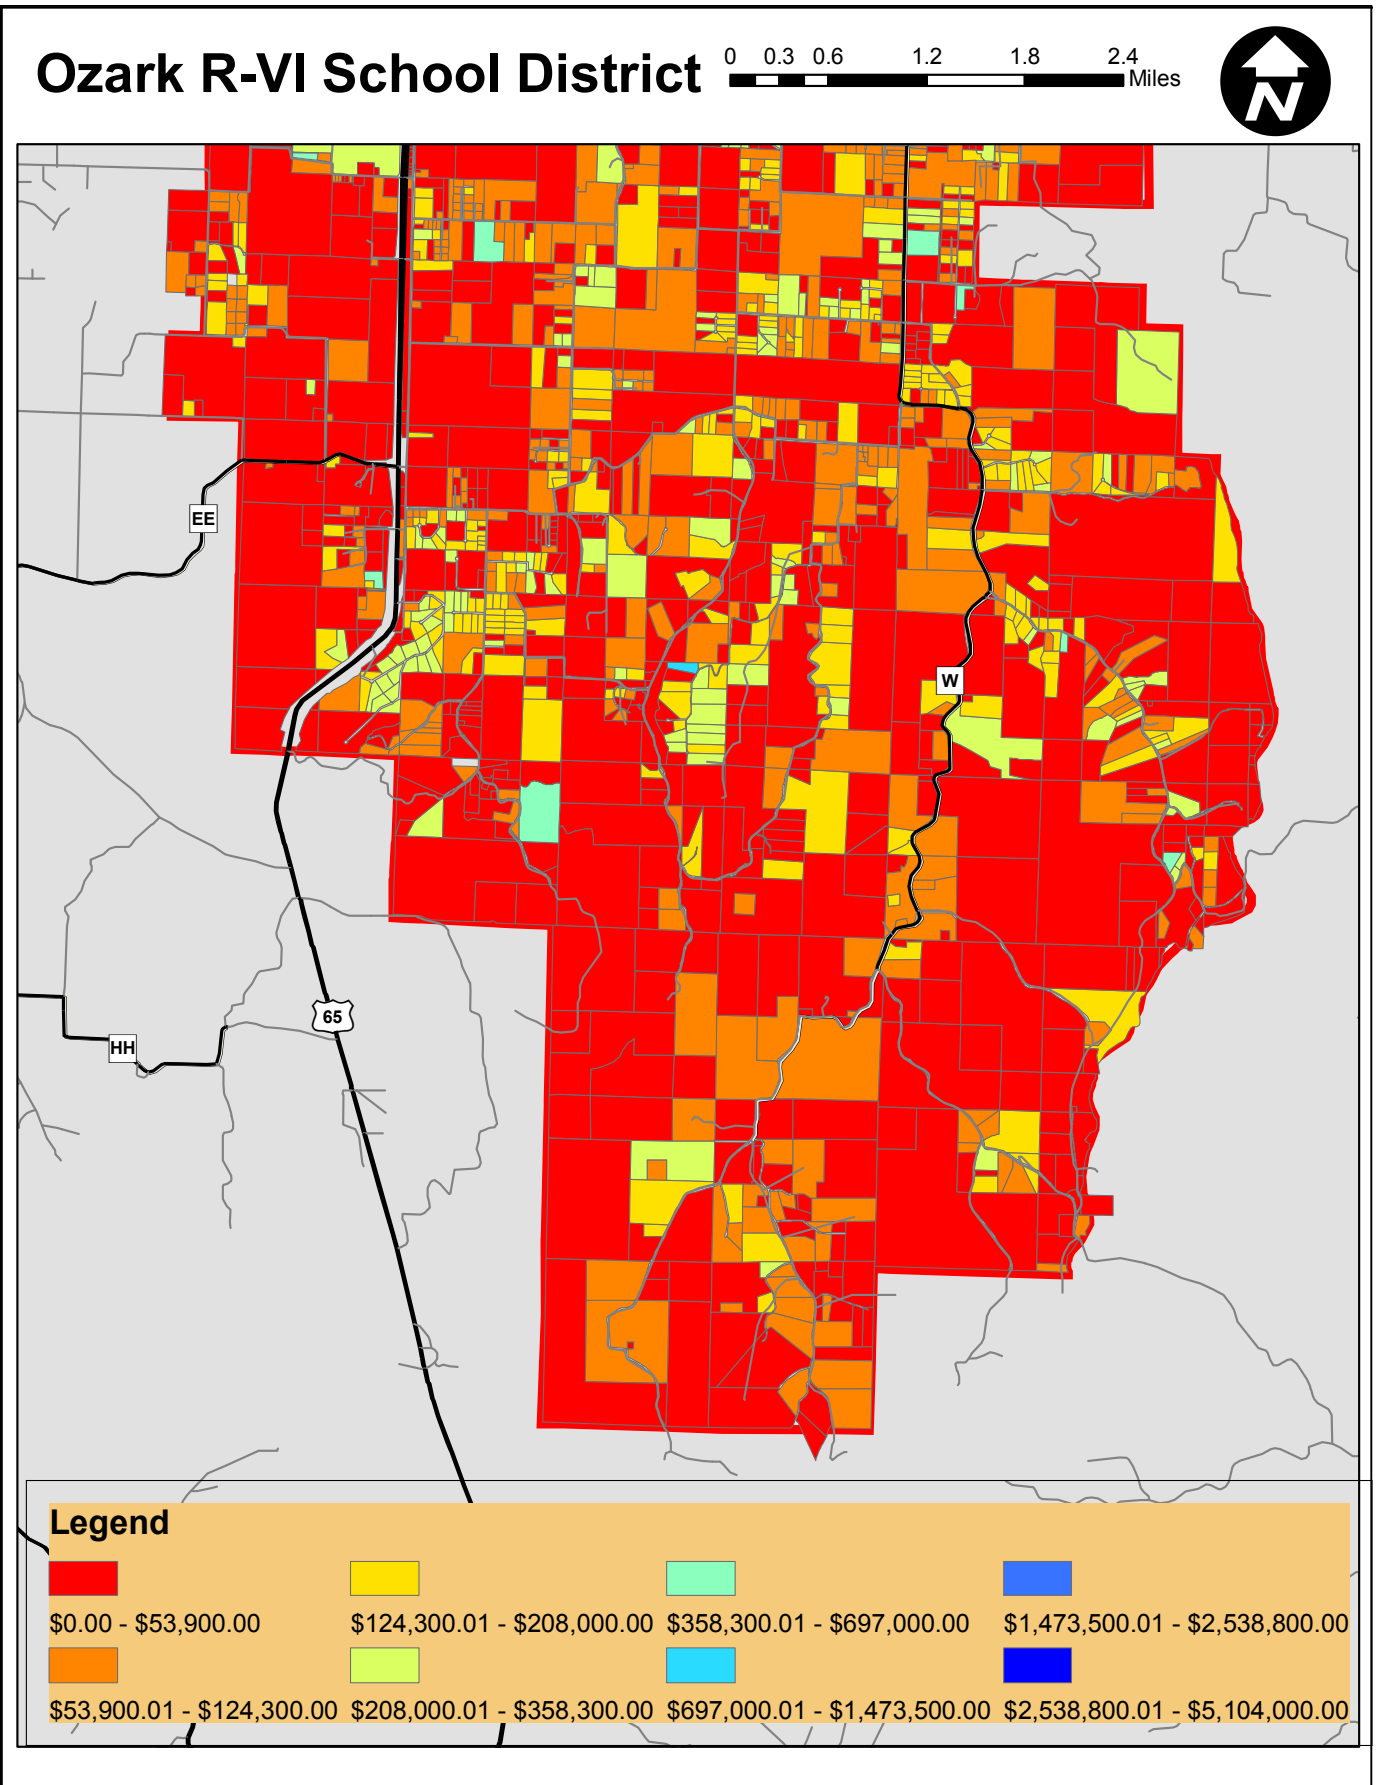 Ozark R-VI School District
0 0.3 0.6 1.2 1.8 2.4
Miles
N
EE
W
65
HH
Legend
$0.00 - $53,900.00 $124,300.01 - $208,000.00 $358,300.01 - $697,000.00 $1,473,500.01 - $2,538,800.00
$53,900.01 - $124,300.00 $208,000.01 - $358,300.00 $697,000.01 - $1,473,500.00 $2,538,800.01 - $5,104,000.00